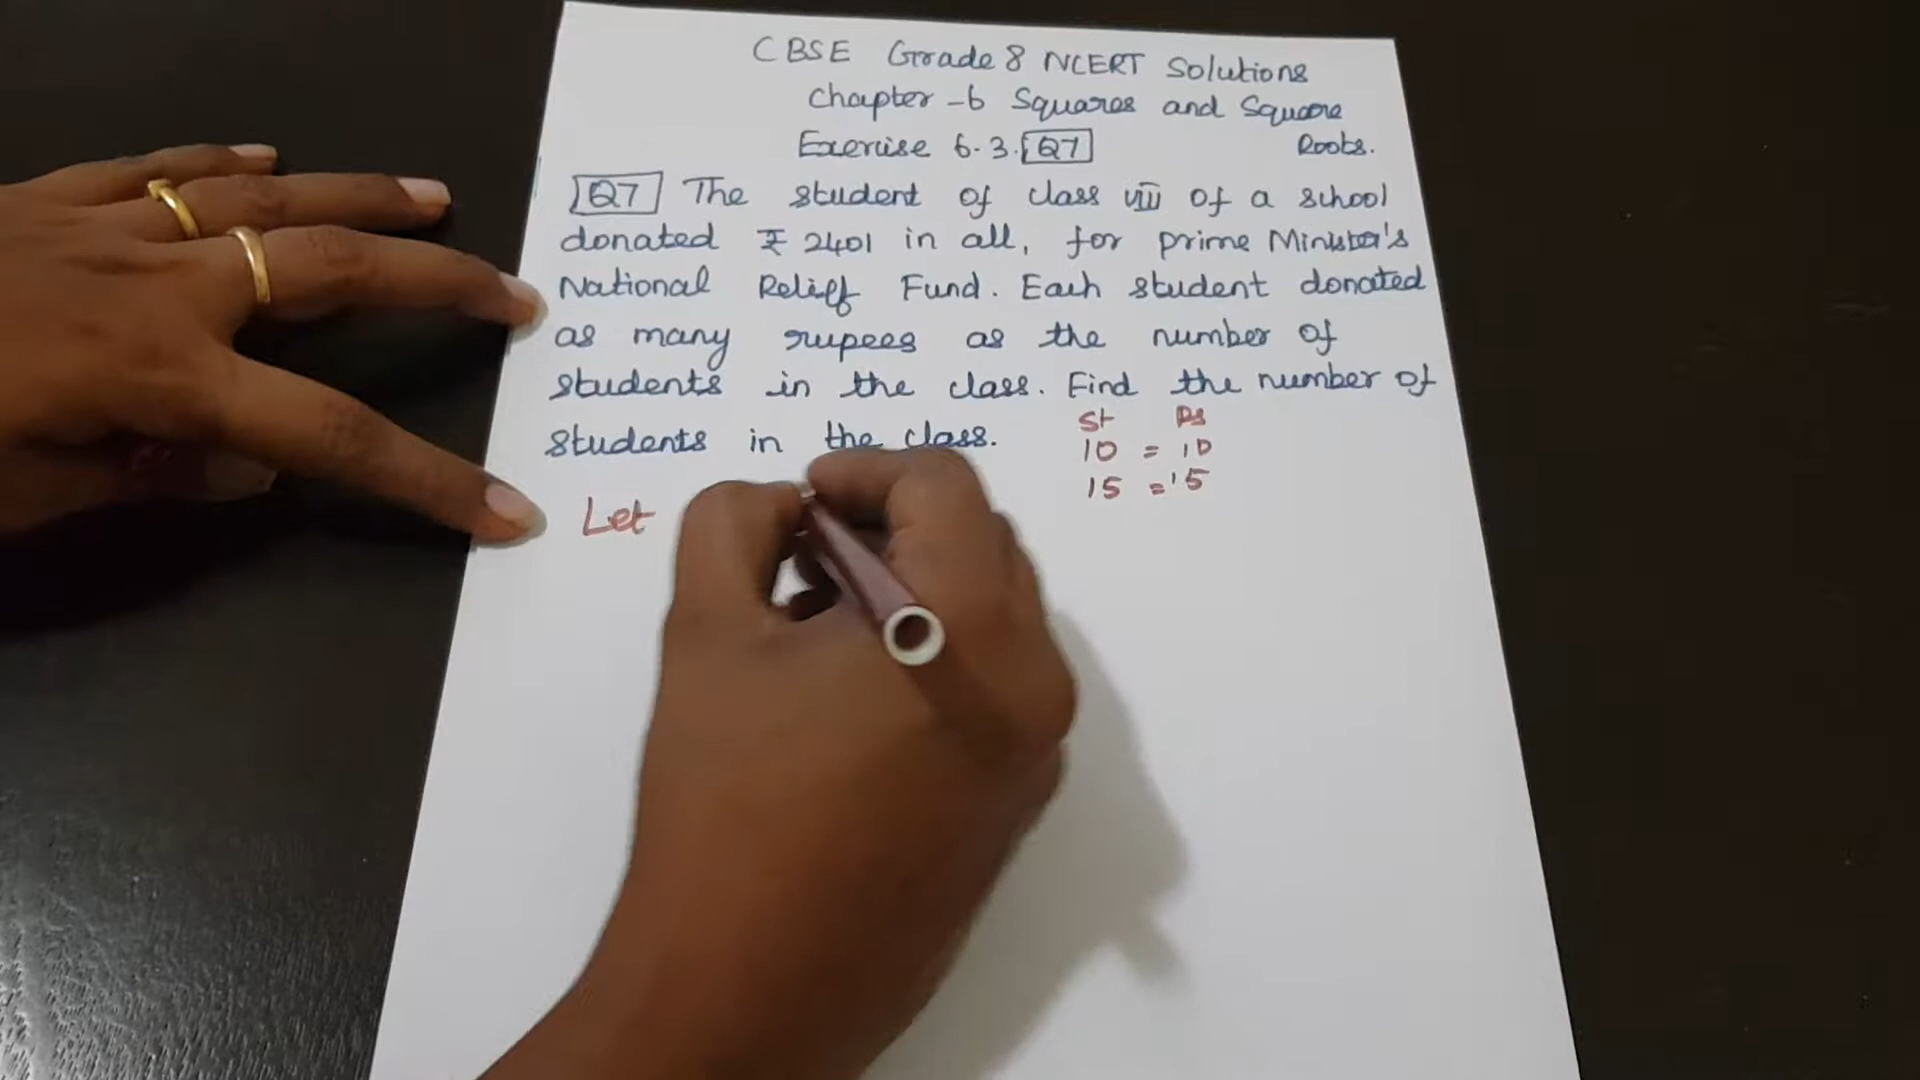 CBSE Grade 8 NCERT Solutions
Chapter - 6 Squares and Square
Roots.
Exercise 6.3. Q7
Q7 The student of class VIII of a school
donated ₹ 2401 in all, for prime Minister's
National Relief Fund. Each student donated
as many rupees as the number of
students in the class. Find the number of
students in the class.
St Rs
10 = 10
15 = 15
Let